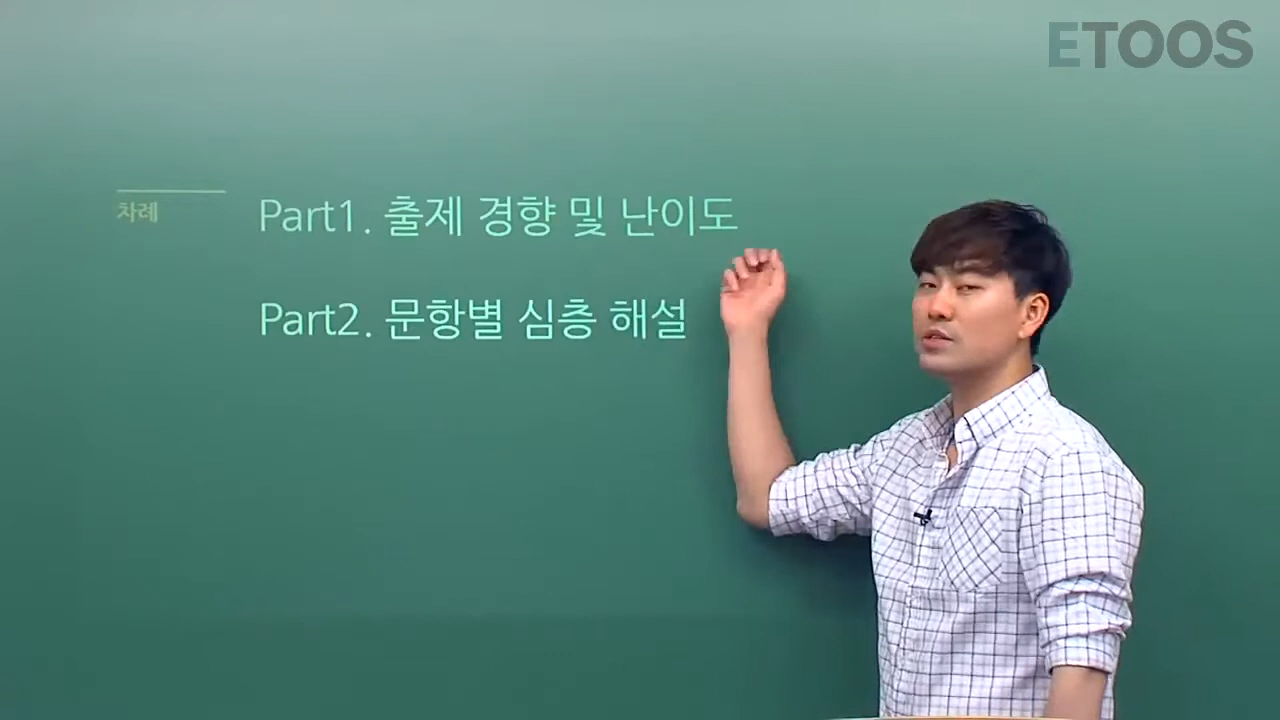 ETOOS
차례
Part1. 출제 경향 및 난이도
Part2. 문항별 심층 해설